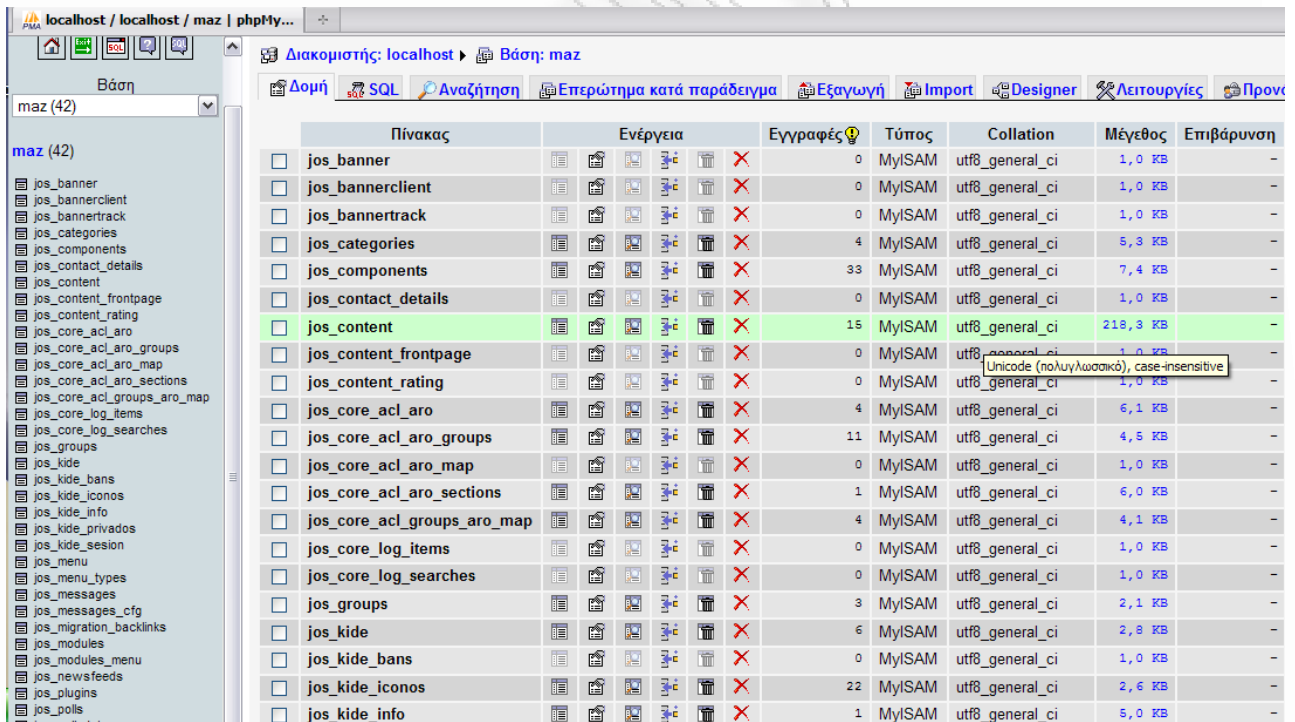 localhost / localhost / maz | phpMy...
Βάση
maz (42)
maz (42)
jos_banner
jos_bannerclient
jos_bannertrack
jos_categories
jos_components
jos_contact_details
jos_content
jos_content_frontpage
jos_content_rating
jos_core_acl_aro
jos_core_acl_aro_groups
jos_core_acl_aro_map
jos_core_acl_aro_sections
jos_core_acl_groups_aro_map
jos_core_log_items
jos_core_log_searches
jos_groups
jos_kide
jos_kide_bans
jos_kide_iconos
jos_kide_info
jos_kide_privados
jos_kide_sesion
jos_menu
jos_menu_types
jos_messages
jos_messages_cfg
jos_migration_backlinks
jos_modules
jos_modules_menu
jos_newsfeeds
jos_plugins
jos_polls
Διακομιστής: localhost ▸ Βάση: maz
Δομή SQL Αναζήτηση Επερώτημα κατά παράδειγμα Εξαγωγή Import Designer Λειτουργίες Προνο
Πίνακας Ενέργεια Εγγραφές Τύπος Collation Μέγεθος Επιβάρυνση
jos_banner 0 MyISAM utf8_general_ci 1,0 KB -
jos_bannerclient 0 MyISAM utf8_general_ci 1,0 KB -
jos_bannertrack 0 MyISAM utf8_general_ci 1,0 KB -
jos_categories 4 MyISAM utf8_general_ci 5,3 KB -
jos_components 33 MyISAM utf8_general_ci 7,4 KB -
jos_contact_details 0 MyISAM utf8_general_ci 1,0 KB -
jos_content 15 MyISAM utf8_general_ci 218,3 KB -
jos_content_frontpage 0 MyISAM utf8_general_ci 1,0 KB -
Unicode (πολυγλωσσικό), case-insensitive
jos_content_rating 0 MyISAM utf8_general_ci 1,0 KB -
jos_core_acl_aro 4 MyISAM utf8_general_ci 6,1 KB -
jos_core_acl_aro_groups 11 MyISAM utf8_general_ci 4,5 KB -
jos_core_acl_aro_map 0 MyISAM utf8_general_ci 1,0 KB -
jos_core_acl_aro_sections 1 MyISAM utf8_general_ci 6,0 KB -
jos_core_acl_groups_aro_map 4 MyISAM utf8_general_ci 4,1 KB -
jos_core_log_items 0 MyISAM utf8_general_ci 1,0 KB -
jos_core_log_searches 0 MyISAM utf8_general_ci 1,0 KB -
jos_groups 3 MyISAM utf8_general_ci 2,1 KB -
jos_kide 6 MyISAM utf8_general_ci 2,8 KB -
jos_kide_bans 0 MyISAM utf8_general_ci 1,0 KB -
jos_kide_iconos 22 MyISAM utf8_general_ci 2,6 KB -
jos_kide_info 1 MyISAM utf8_general_ci 5,0 KB -